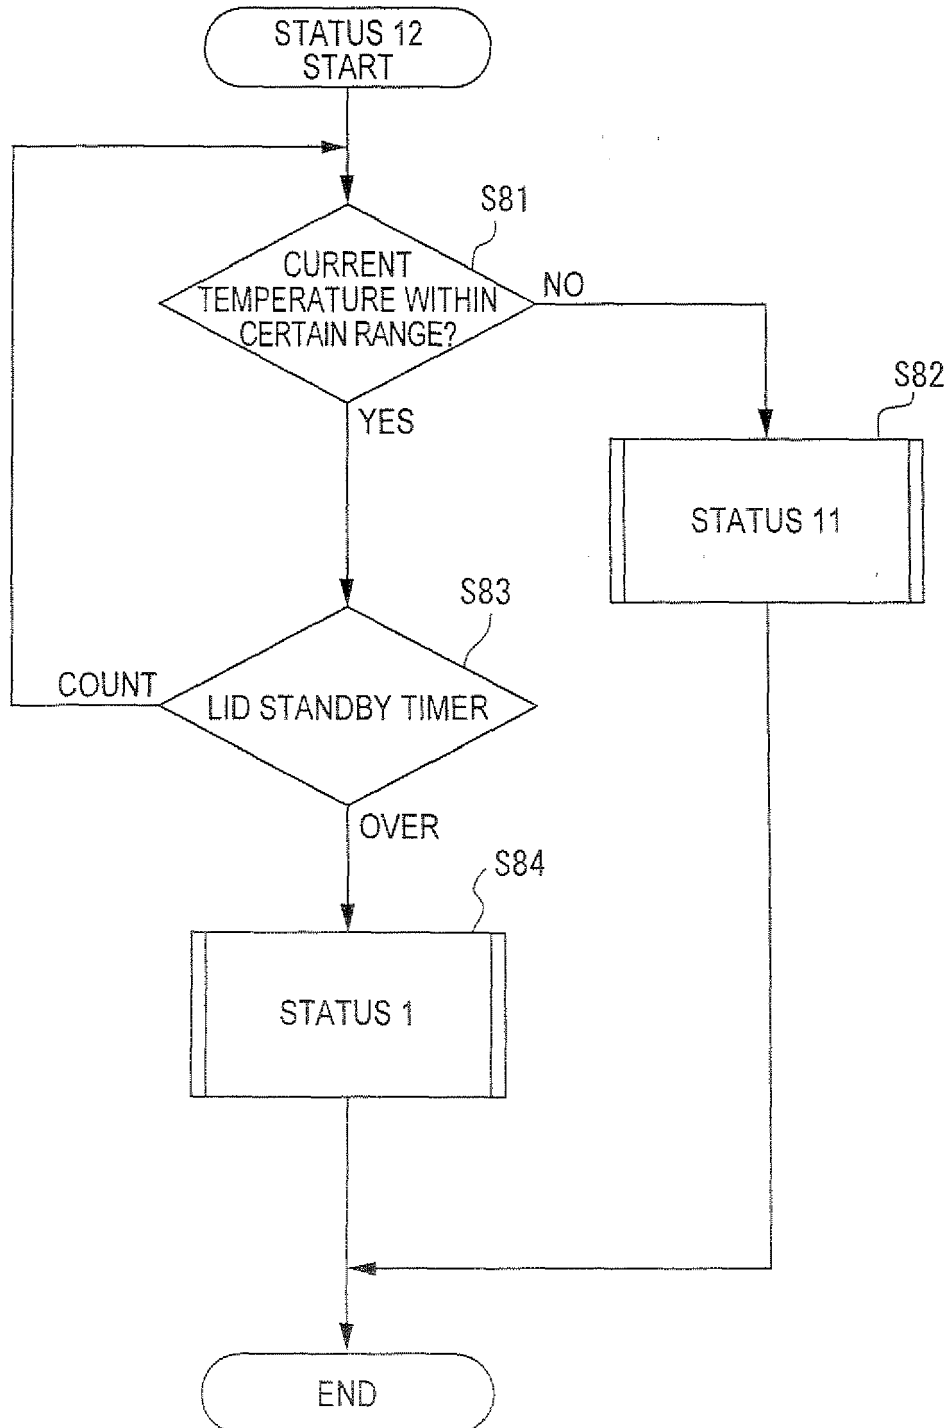 STATUS 12
START
S81
CURRENT
TEMPERATURE WITHIN
CERTAIN RANGE?
NO
YES
S82
STATUS 11
S83
COUNT
LID STANDBY TIMER
OVER
S84
STATUS 1
END